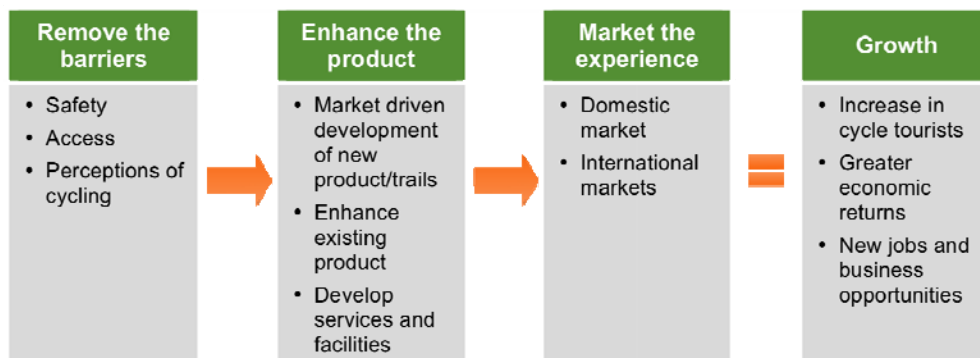 Remove the
barriers
• Safety
• Access
• Perceptions of
cycling
Enhance the
product
• Market driven
development
of new
product/trails
• Enhance
existing
product
• Develop
services and
facilities
Market the
experience
• Domestic
market
• International
markets
Growth
• Increase in
cycle tourists
• Greater
economic
returns
• New jobs and
business
opportunities